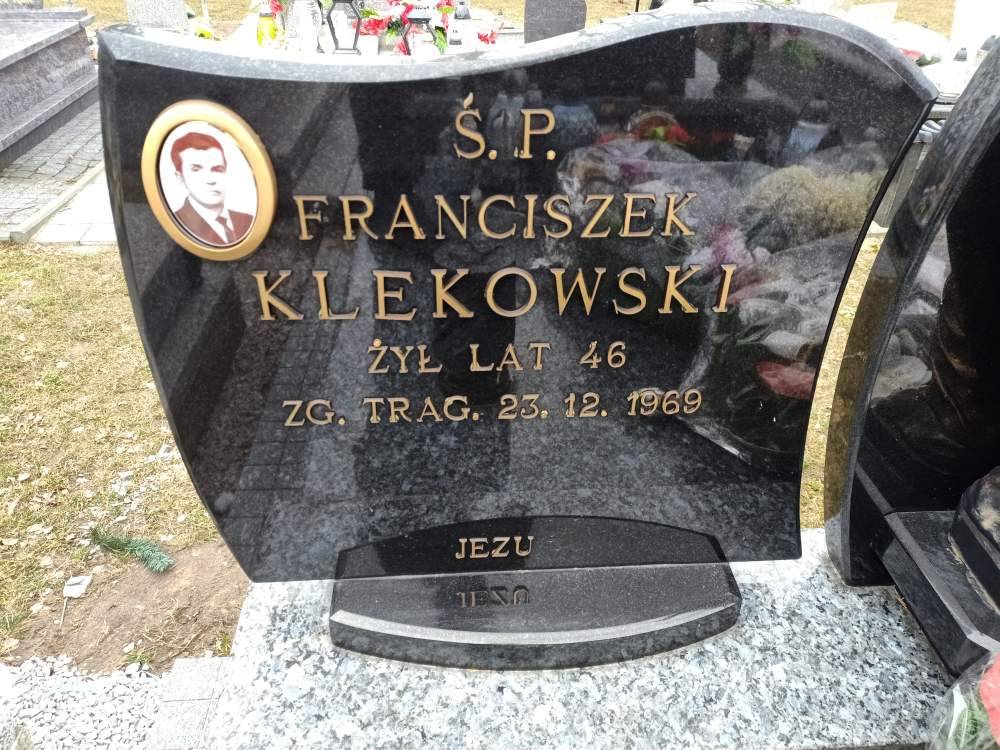 Ś. P.
FRANCISZEK
KLEKOWSKI
ŻYŁ LAT 46
ZG. TRAG. 23. 12. 1969
JEZU